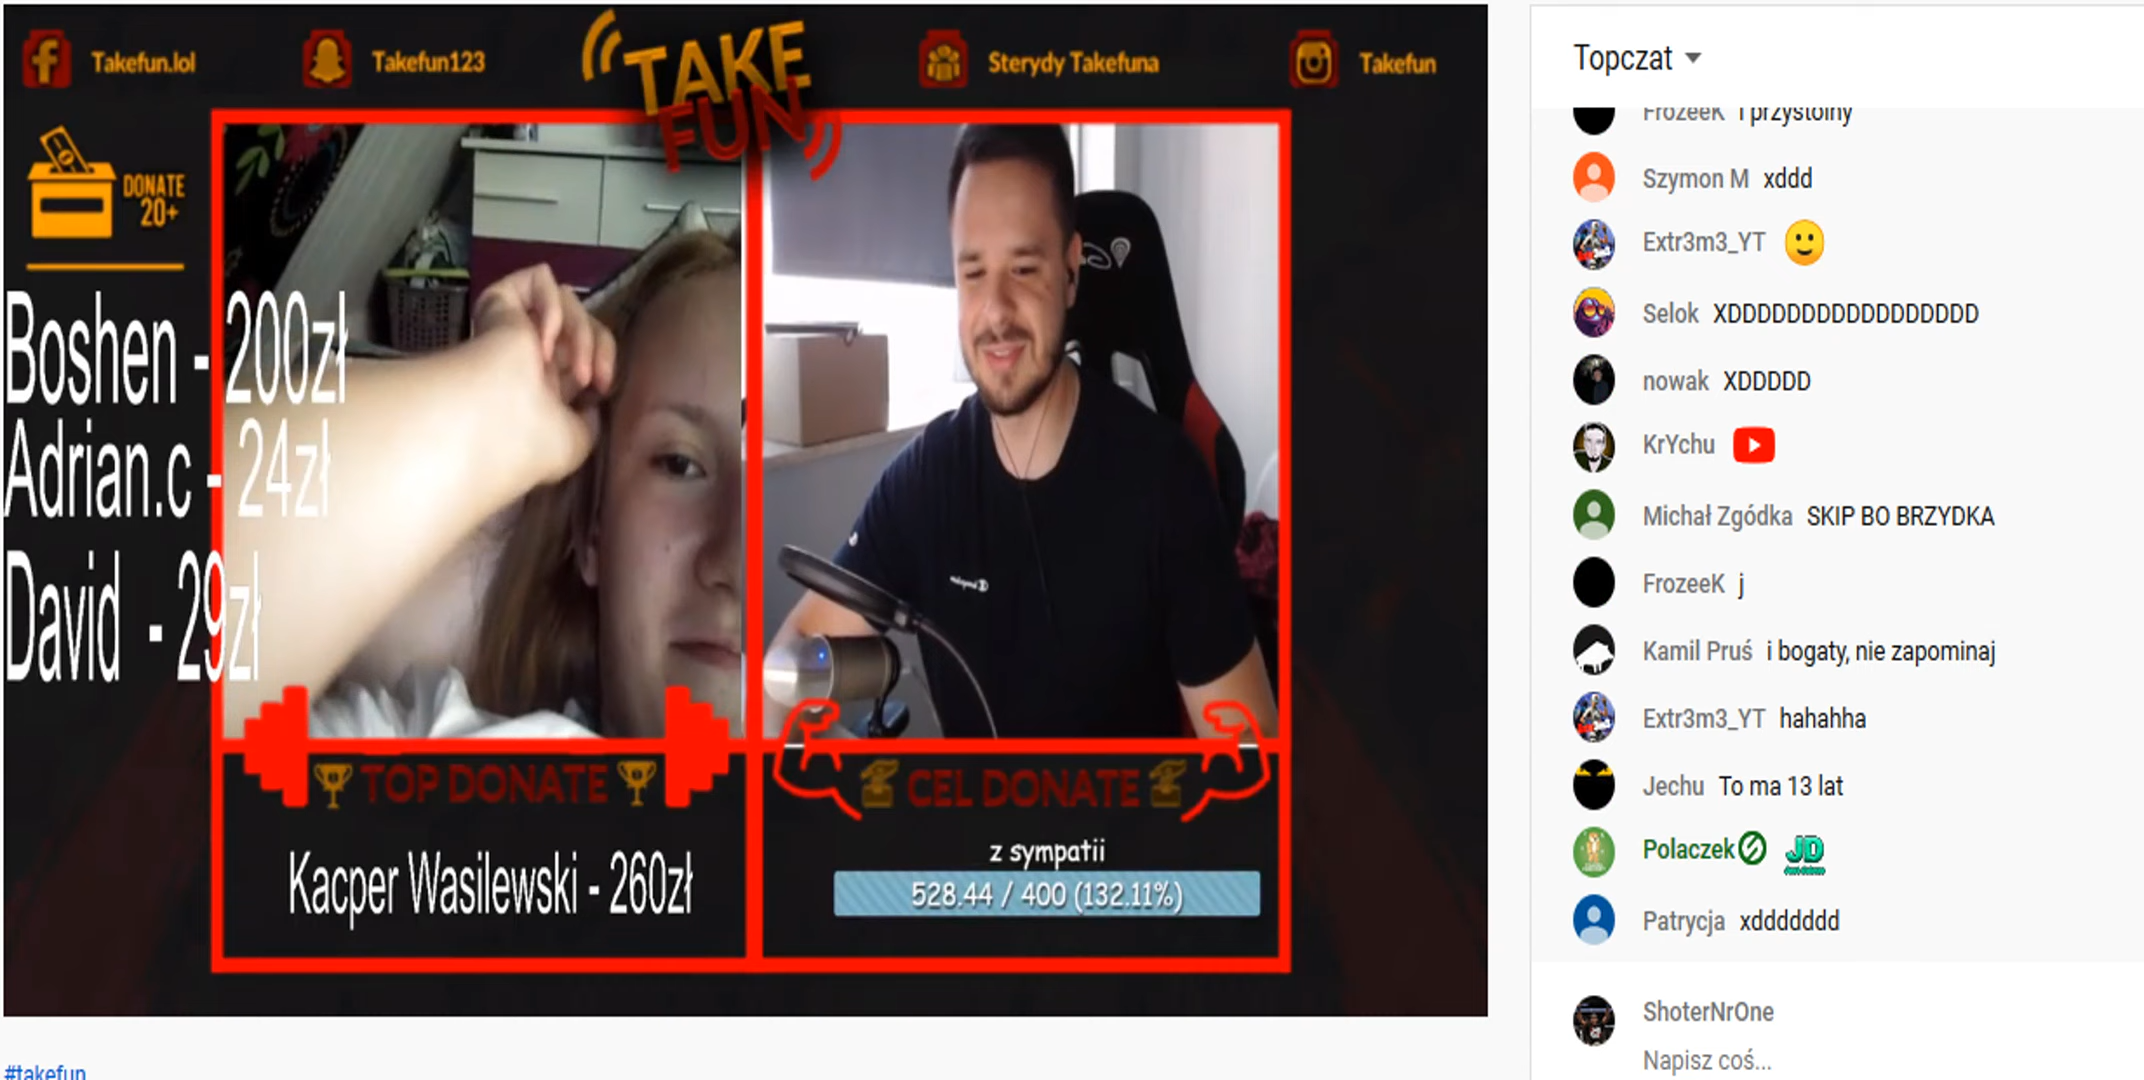 Takefun.lol
Takefun123
TAKE
FUN
Sterydy Takefuna
Takefun
DONATE
20+
Boshen - 200zł
Adrian.c - 24zł
David - 29zł
TOP DONATE
Kacper Wasilewski - 260zł
CEL DONATE
z sympatii
528.44 / 400 (132.11%)
#takefun
Topczat
FrozeeK i przystojny
Szymon M xddd
Extr3m3_YT
Selok XDDDDDDDDDDDDDDDDD
nowak XDDDDD
KrYchu
Michał Zgódka SKIP BO BRZYDKA
FrozeeK j
Kamil Pruś i bogaty, nie zapominaj
Extr3m3_YT hahahha
Jechu To ma 13 lat
Polaczek JD
Patrycja xddddddd
ShoterNrOne
Napisz coś...